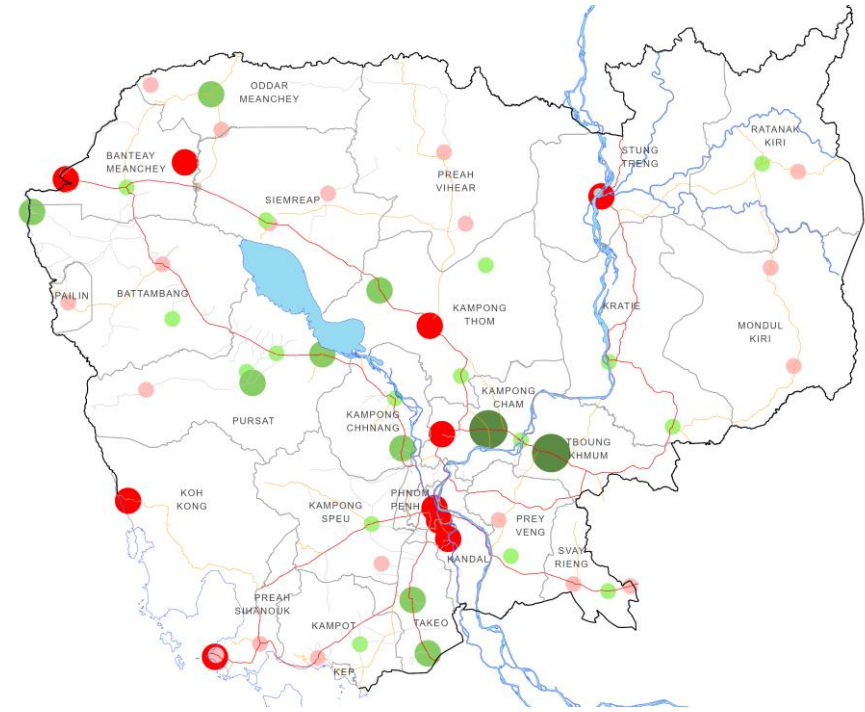 ODDAR
MEANCHEY
BANTEAY
MEANCHEY
STUNG
TRENG
RATANAK
KIRI
PREAH
VIHEAR
SIEMREAP
PAILIN
BATTAMBANG
KAMPONG
THOM
KRATIE
MONDUL
KIRI
KAMPONG
CHAM
KAMPONG
CHHNANG
PURSAT
TBOUNG
KHMUM
KOH
KONG
KAMPONG
SPEU
PHNOM
PENH
PREY
VENG
SVAY
RIENG
KANDAL
PREAH
SIHANOUK
KAMPOT
TAKEO
KEP